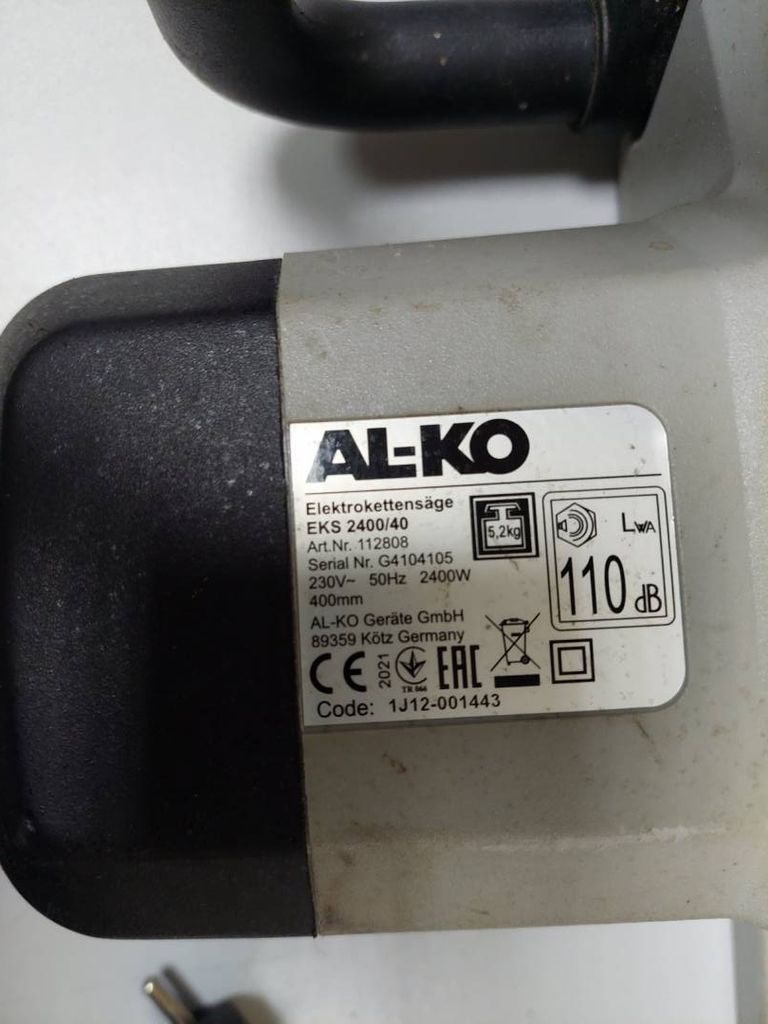 AL-KO
Elektrokettensäge
EKS 2400/40
Art.Nr. 112808
Serial Nr. G4104105
230V~ 50Hz 2400W
400mm
AL-KO Geräte GmbH
89359 Kötz Germany
5,2kg
LWA
110 dB
CE 2021 TR 066 EAC
Code: 1J12-001443